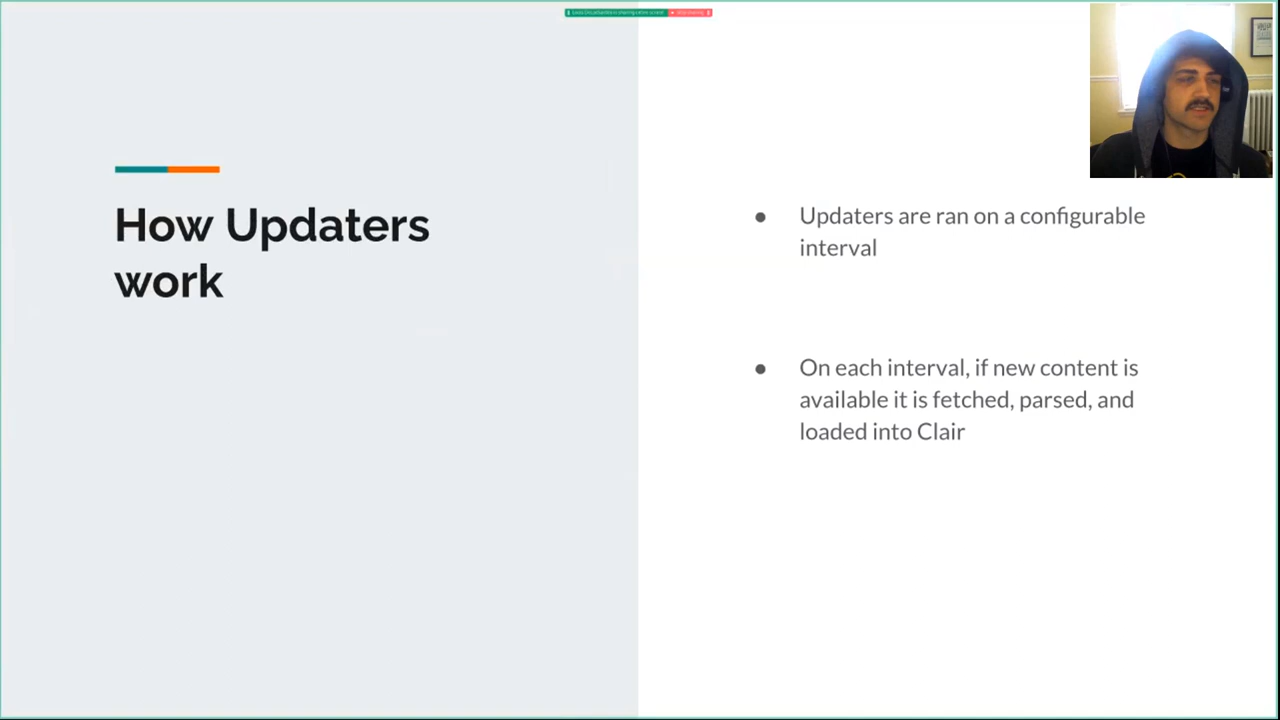 How Updaters
work
● Updaters are ran on a configurable
interval
● On each interval, if new content is
available it is fetched, parsed, and
loaded into Clair